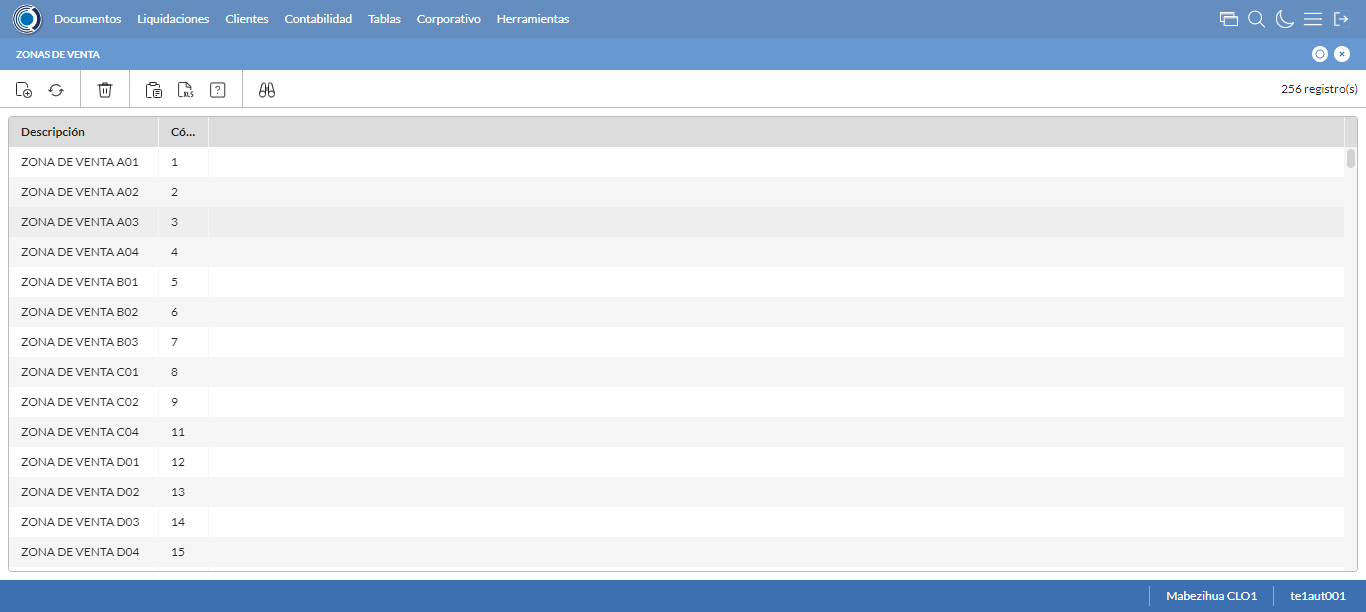 Documentos Liquidaciones Clientes Contabilidad Tablas Corporativo Herramientas
ZONAS DE VENTA
XLS ? 256 registro(s)
Descripción Có...
ZONA DE VENTA A01 1
ZONA DE VENTA A02 2
ZONA DE VENTA A03 3
ZONA DE VENTA A04 4
ZONA DE VENTA B01 5
ZONA DE VENTA B02 6
ZONA DE VENTA B03 7
ZONA DE VENTA C01 8
ZONA DE VENTA C02 9
ZONA DE VENTA C04 11
ZONA DE VENTA D01 12
ZONA DE VENTA D02 13
ZONA DE VENTA D03 14
ZONA DE VENTA D04 15
Mabezihua CLO1 te1aut001